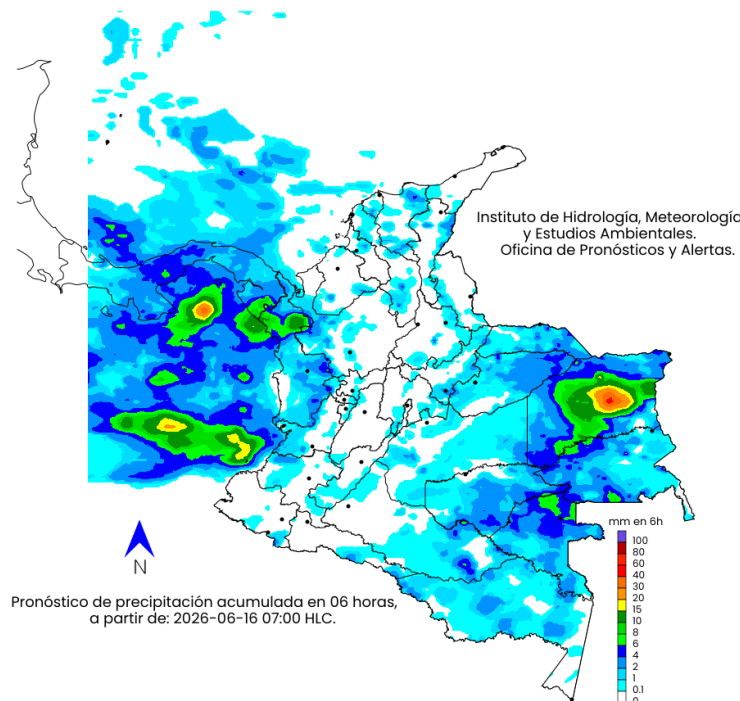 Instituto de Hidrología, Meteorología
y Estudios Ambientales.
Oficina de Pronósticos y Alertas.
mm en 6h
100
80
60
40
30
20
15
10
8
6
4
2
1
0.1
0
N
Pronóstico de precipitación acumulada en 06 horas,
a partir de: 2026-06-16 07:00 HLC.